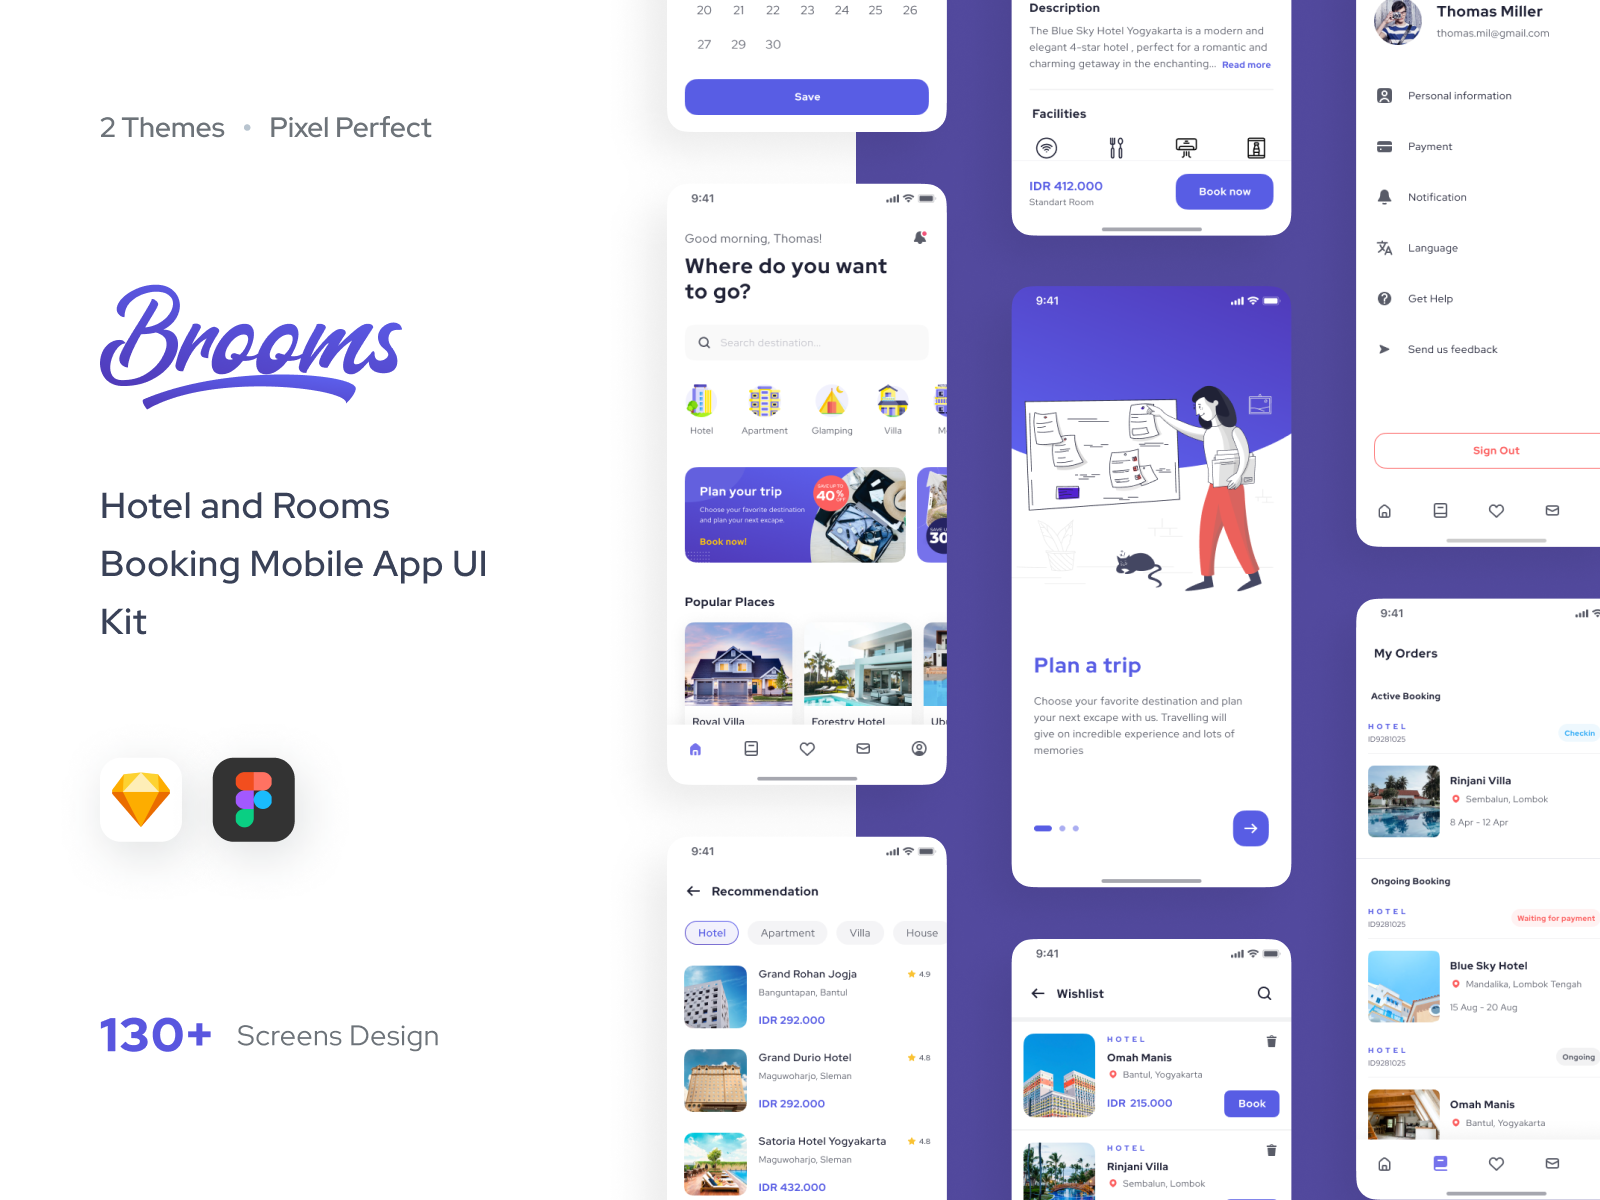 2 Themes • Pixel Perfect
Brooms
Hotel and Rooms
Booking Mobile App UI
Kit
130+ Screens Design
20 21 22 23 24 25 26
27 29 30
Save
9:41
Good morning, Thomas!
Where do you want
to go?
Search destination...
Hotel Apartment Glamping Villa
Plan your trip
Choose your favorite destination
and plan your next excape.
Book now!
SAVE UP TO
40%
OFF
30
Popular Places
Royal Villa Forestry Hotel
9:41
Recommendation
Hotel Apartment Villa House
Grand Rohan Jogja 4.9
Banguntapan, Bantul
IDR 292.000
Grand Durio Hotel 4.8
Maguwoharjo, Sleman
IDR 292.000
Satoria Hotel Yogyakarta 4.8
Maguwoharjo, Sleman
IDR 432.000
Description
The Blue Sky Hotel Yogyakarta is a modern and
elegant 4-star hotel , perfect for a romantic and
charming getaway in the enchanting... Read more
Facilities
IDR 412.000
Standart Room
Book now
9:41
Plan a trip
Choose your favorite destination and plan
your next excape with us. Travelling will
give on incredible experience and lots of
memories
9:41
Wishlist
HOTEL
Omah Manis
Bantul, Yogyakarta
IDR 215.000
Book
HOTEL
Rinjani Villa
Sembalun, Lombok
Thomas Miller
thomas.mil@gmail.com
Personal information
Payment
Notification
Language
Get Help
Send us feedback
Sign Out
9:41
My Orders
Active Booking
HOTEL
ID9281025
Checkin
Rinjani Villa
Sembalun, Lombok
8 Apr - 12 Apr
Ongoing Booking
HOTEL
ID9281025
Waiting for payment
Blue Sky Hotel
Mandalika, Lombok Tengah
15 Aug - 20 Aug
HOTEL
ID9281025
Ongoing
Omah Manis
Bantul, Yogyakarta